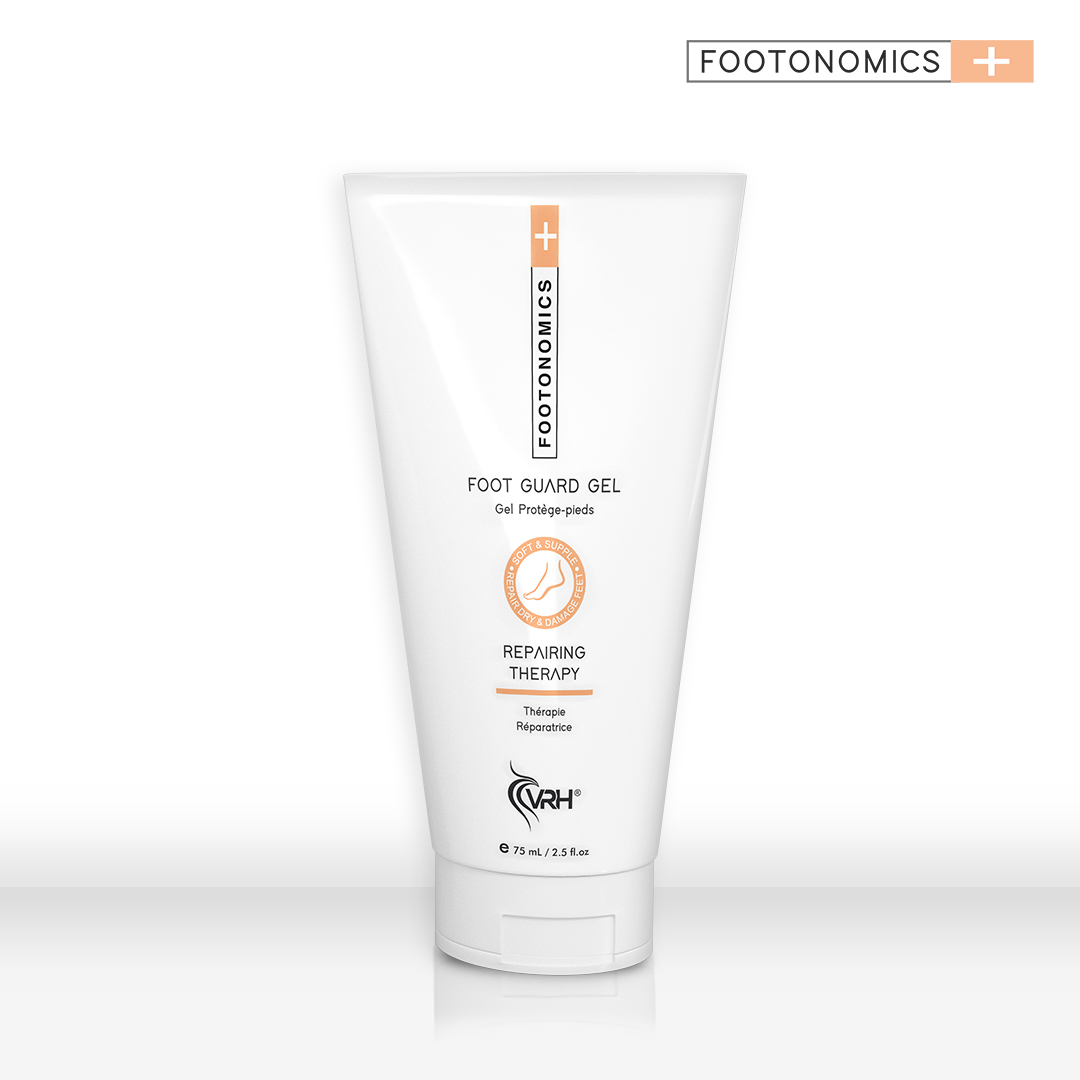 FOOTONOMICS +
+
FOOTONOMICS
FOOT GUARD GEL
Gel Protège-pieds
• SOFT & SUPPLE •
REPAIR DRY & DAMAGE FEET
REPAIRING
THERAPY
Thérapie
Réparatrice
VRH®
e 75 mL / 2.5 fl.oz